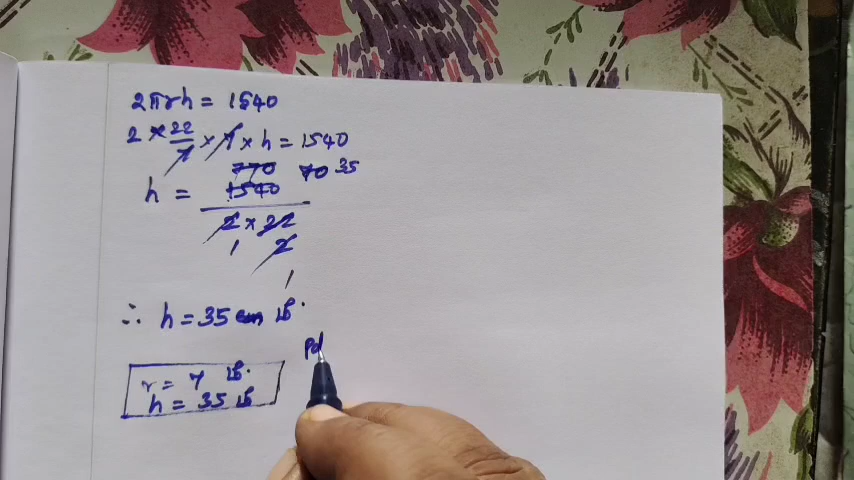 2πrh = 1540
2 × 22/7 × 7 × h = 1540
770 70 35
h = 1540
2 × 22
1 2
1
∴ h = 35 cm மீ.
r = 7 மீ.
h = 35 மீ